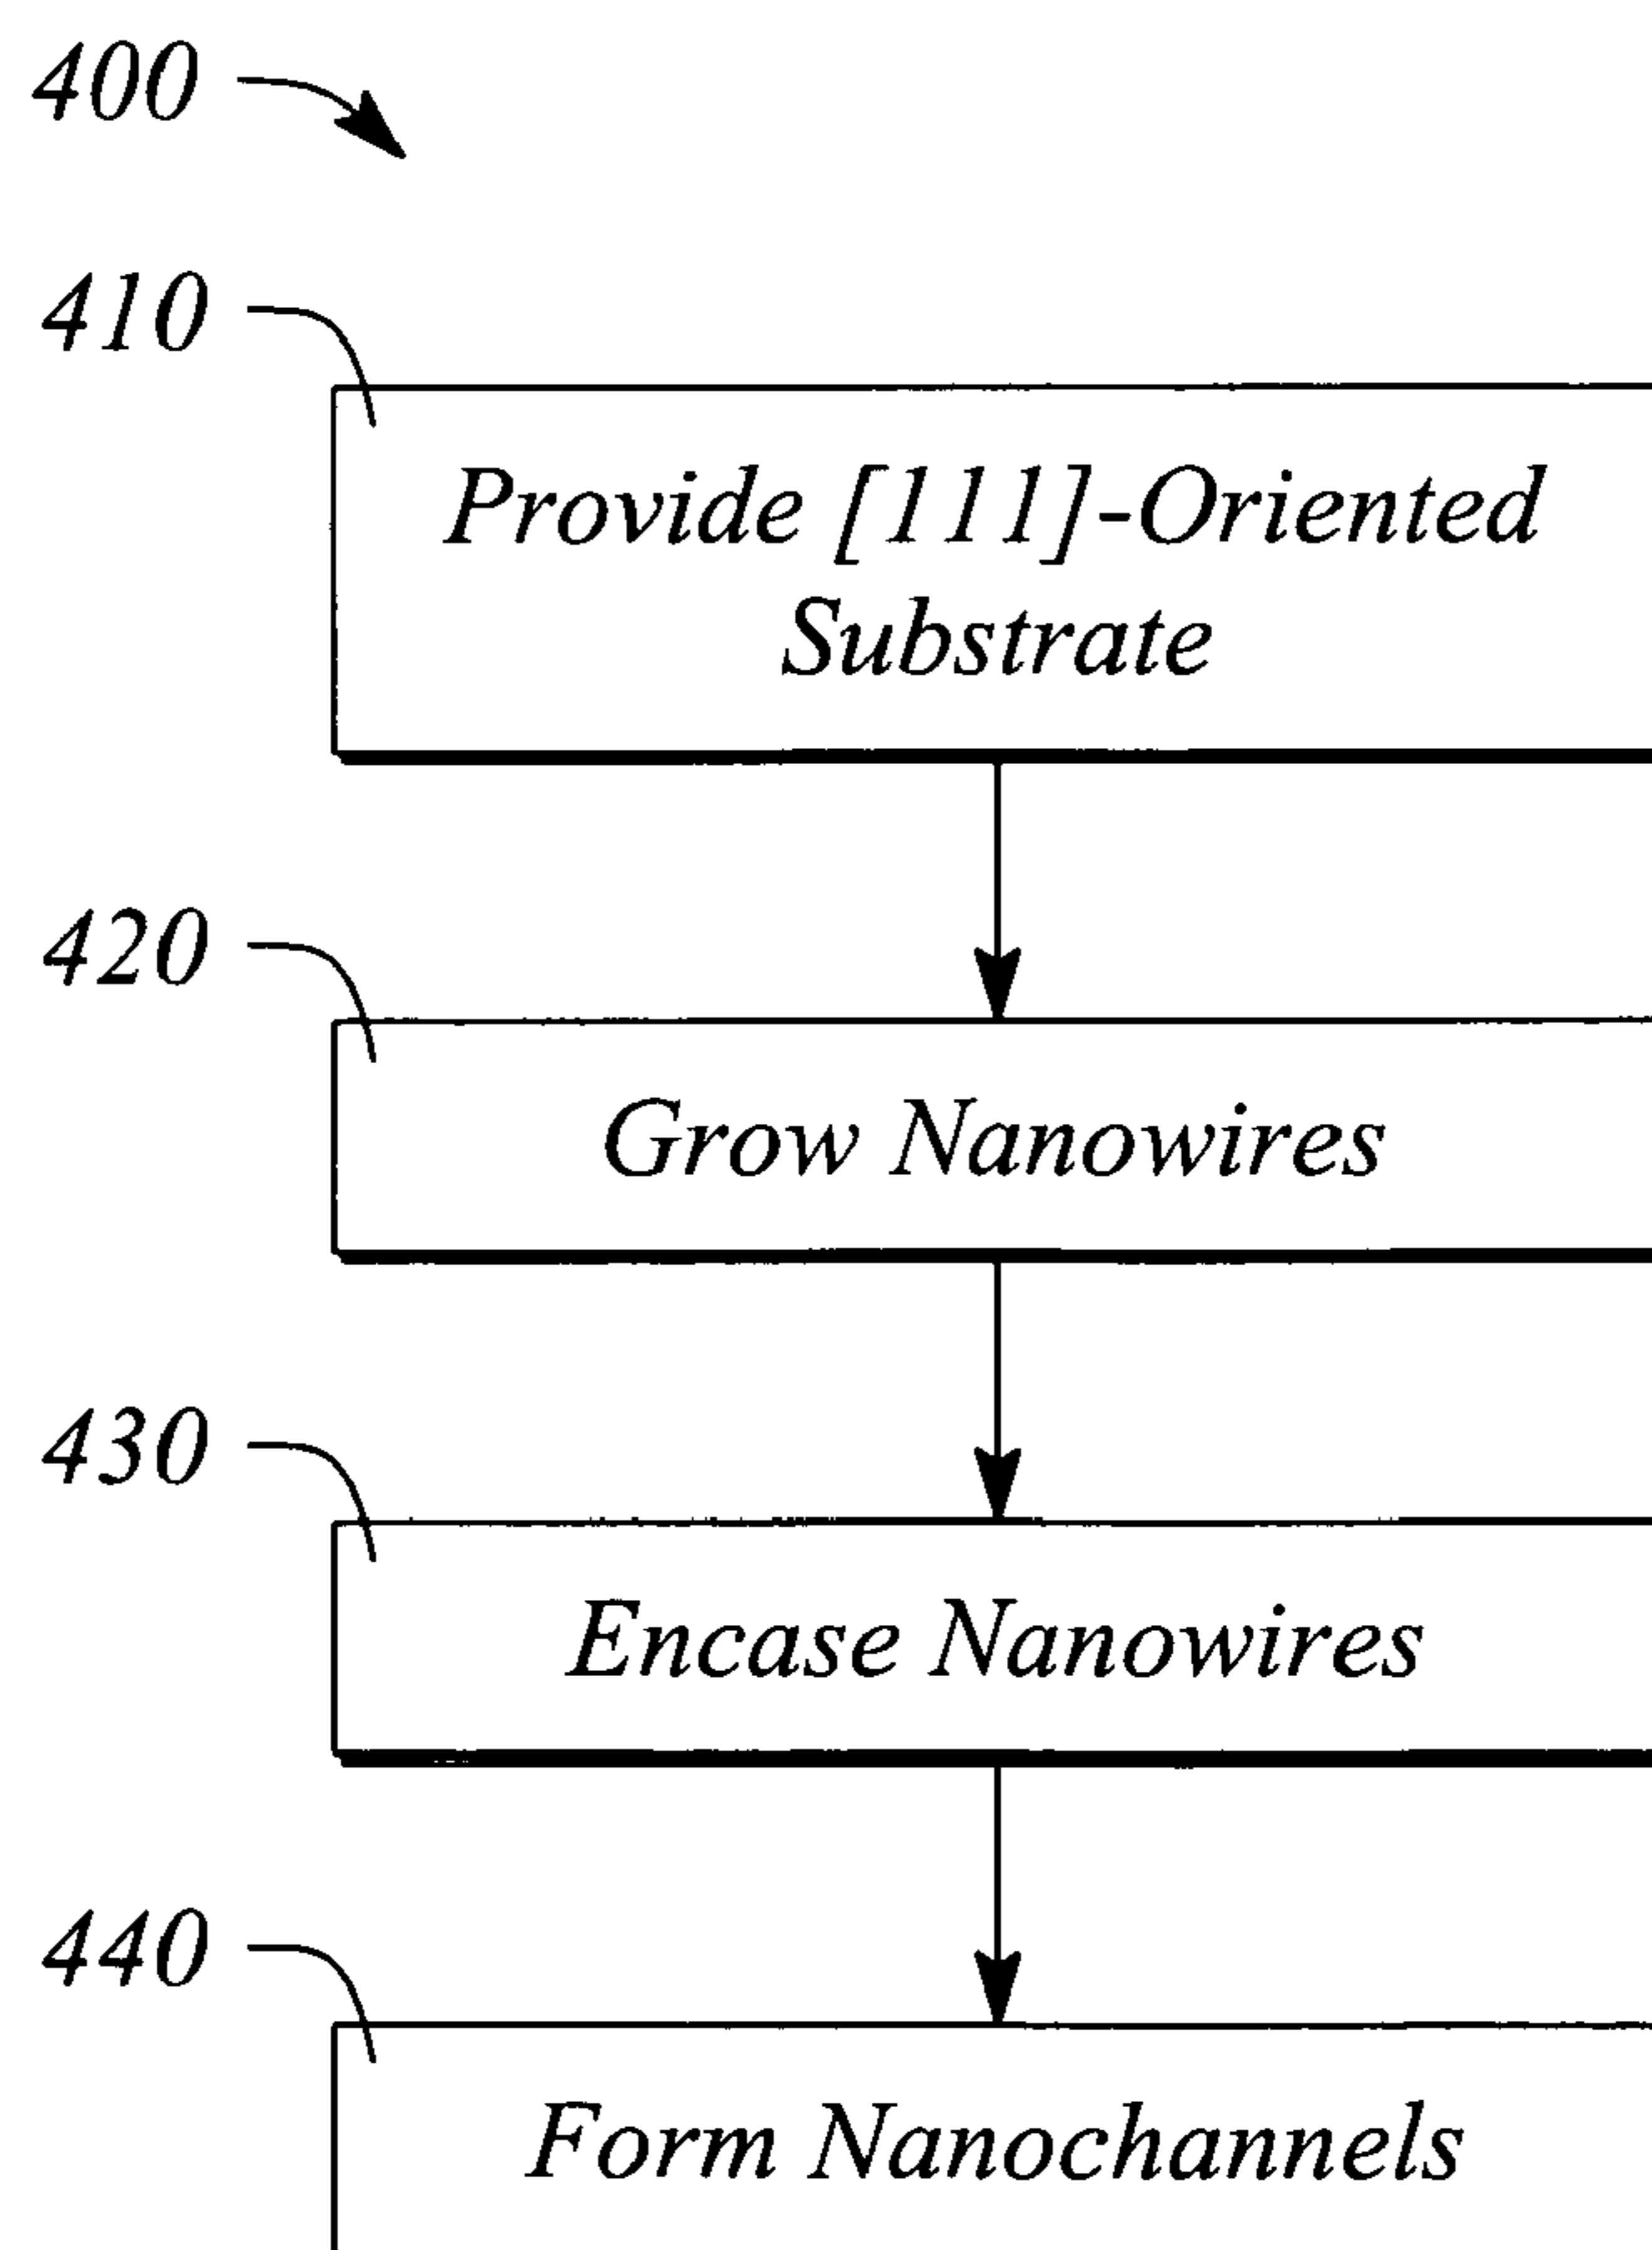 400
410
Provide [111]-Oriented
Substrate
420
Grow Nanowires
430
Encase Nanowires
440
Form Nanochannels